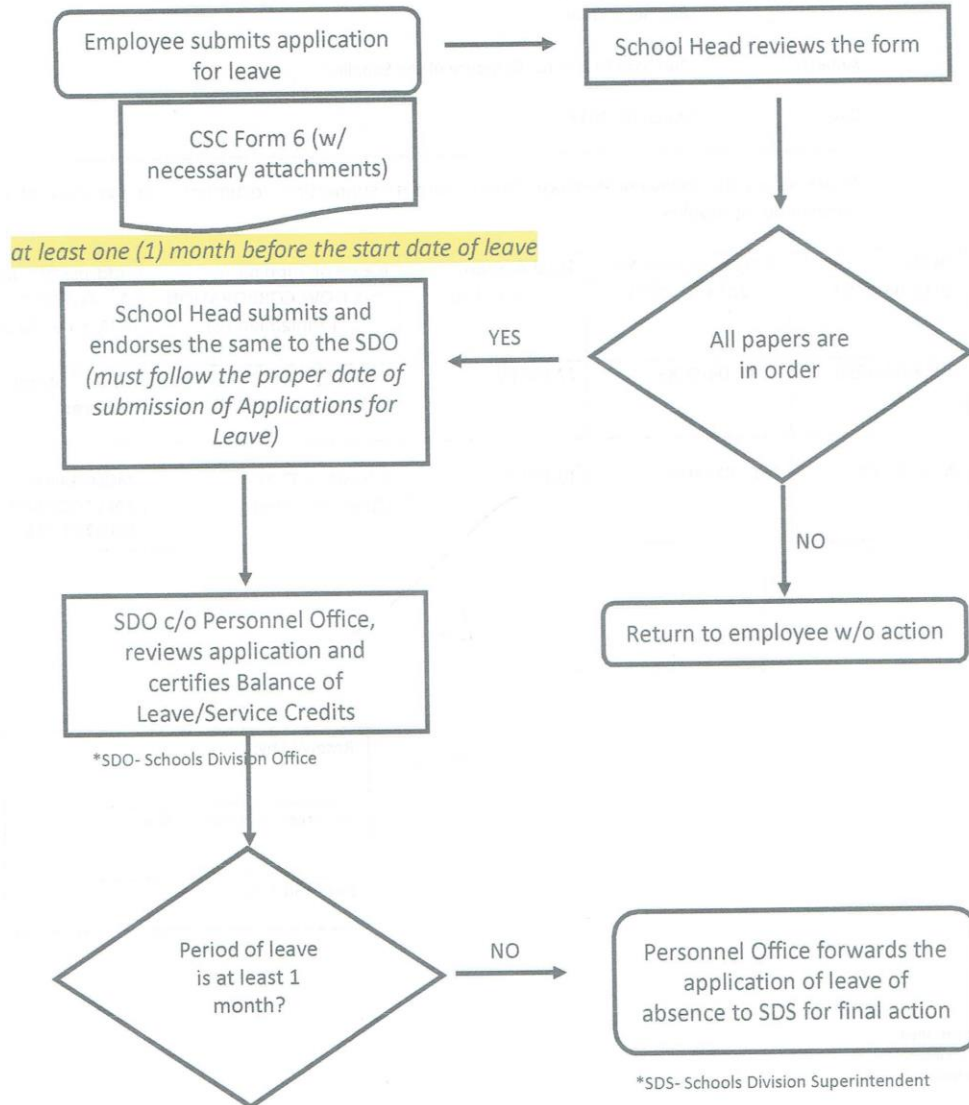 Employee submits application
for leave
School Head reviews the form
CSC Form 6 (w/
necessary attachments)
at least one (1) month before the start date of leave
School Head submits and
endorses the same to the SDO
(must follow the proper date of
submission of Applications for
Leave)
YES
All papers are
in order
NO
Return to employee w/o action
SDO c/o Personnel Office,
reviews application and
certifies Balance of
Leave/Service Credits
*SDO- Schools Division Office
Period of leave
is at least 1
month?
NO
Personnel Office forwards the
application of leave of
absence to SDS for final action
*SDS- Schools Division Superintendent